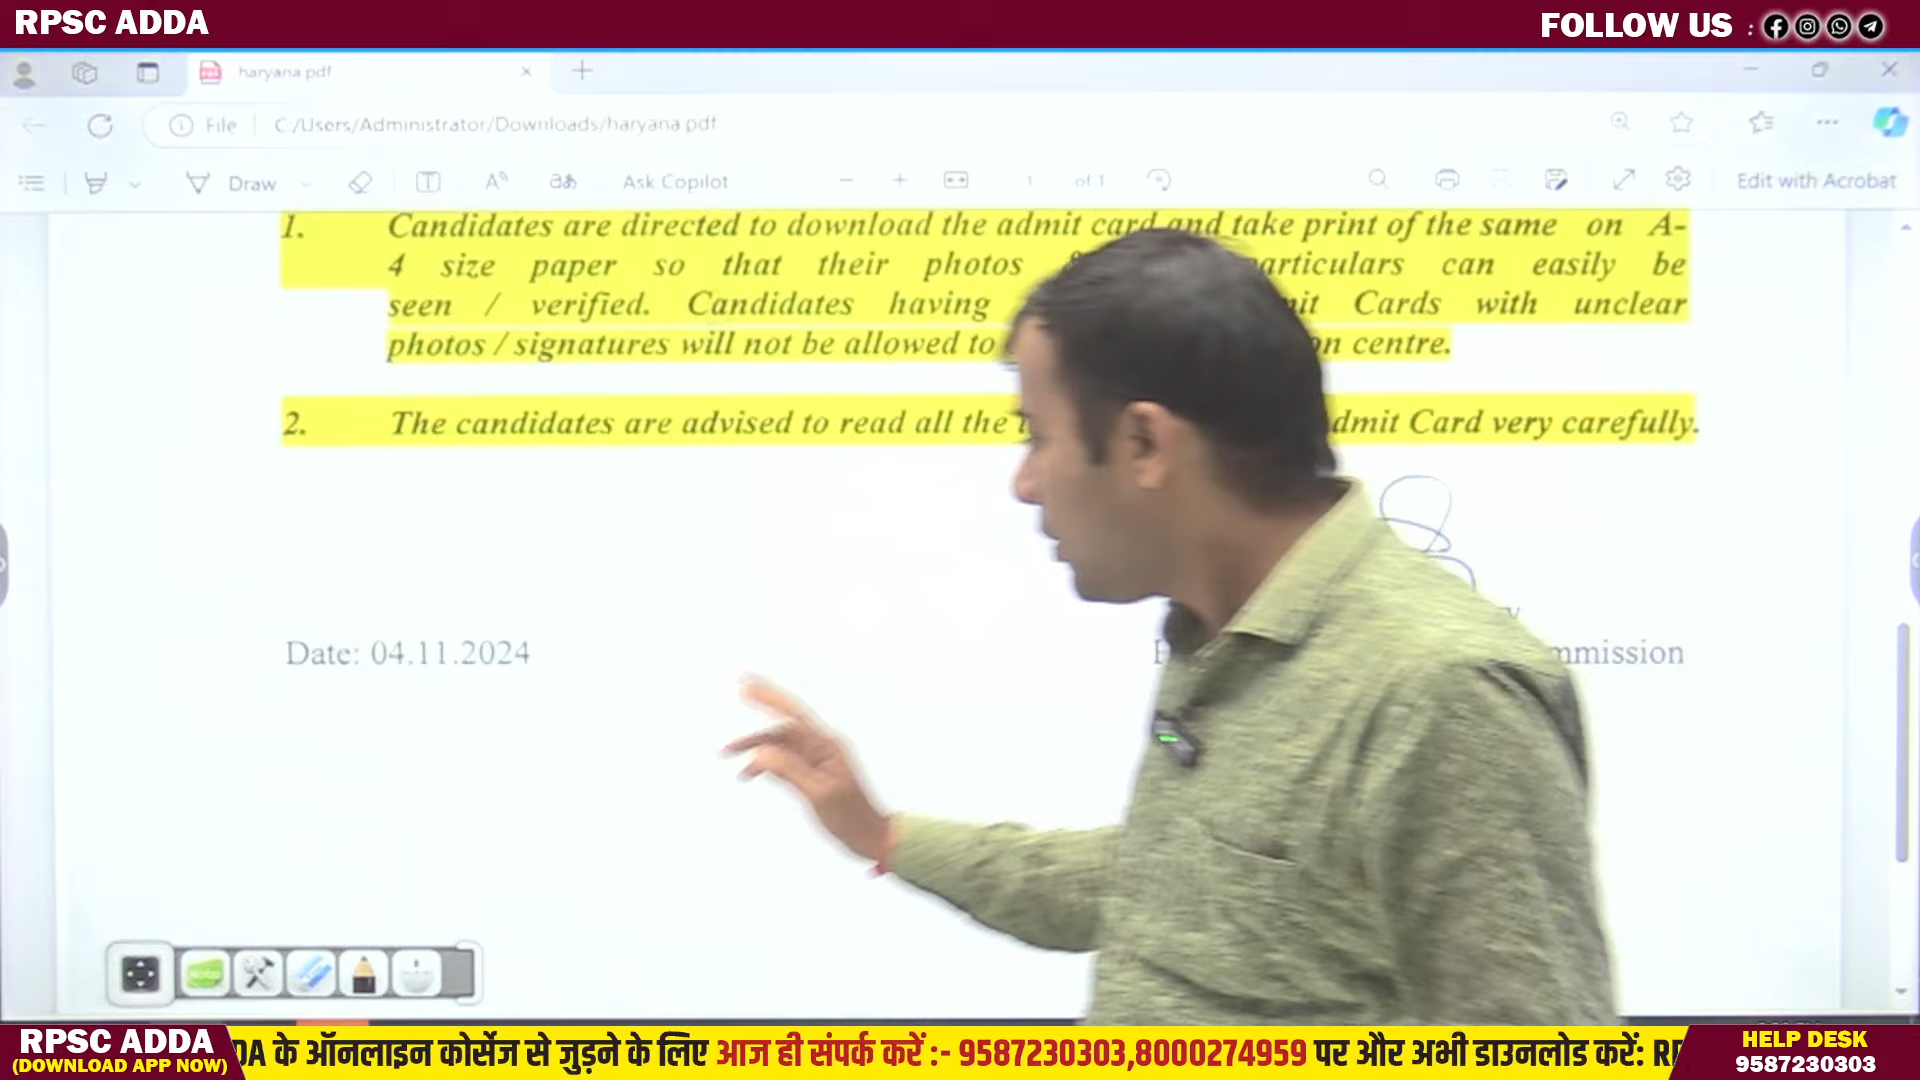 RPSC ADDA
FOLLOW US :
haryana pdf
File
C:/Users/Administrator/Downloads/haryana pdf
Draw
Ask Copilot
1 of 1
Edit with Acrobat
1. Candidates are directed to download the admit card and take print of the same on A-
4 size paper so that their photos articulars can easily be
seen / verified. Candidates having Cards with unclear
photos / signatures will not be allowed to centre.
2. The candidates are advised to read all the dmit Card very carefully.
Date: 04.11.2024
mmission
RPSC ADDA
(DOWNLOAD APP NOW)
DA के ऑनलाइन कोर्सेज से जुड़ने के लिए आज ही संपर्क करें :- 9587230303,8000274959 पर और अभी डाउनलोड करें:
HELP DESK
9587230303